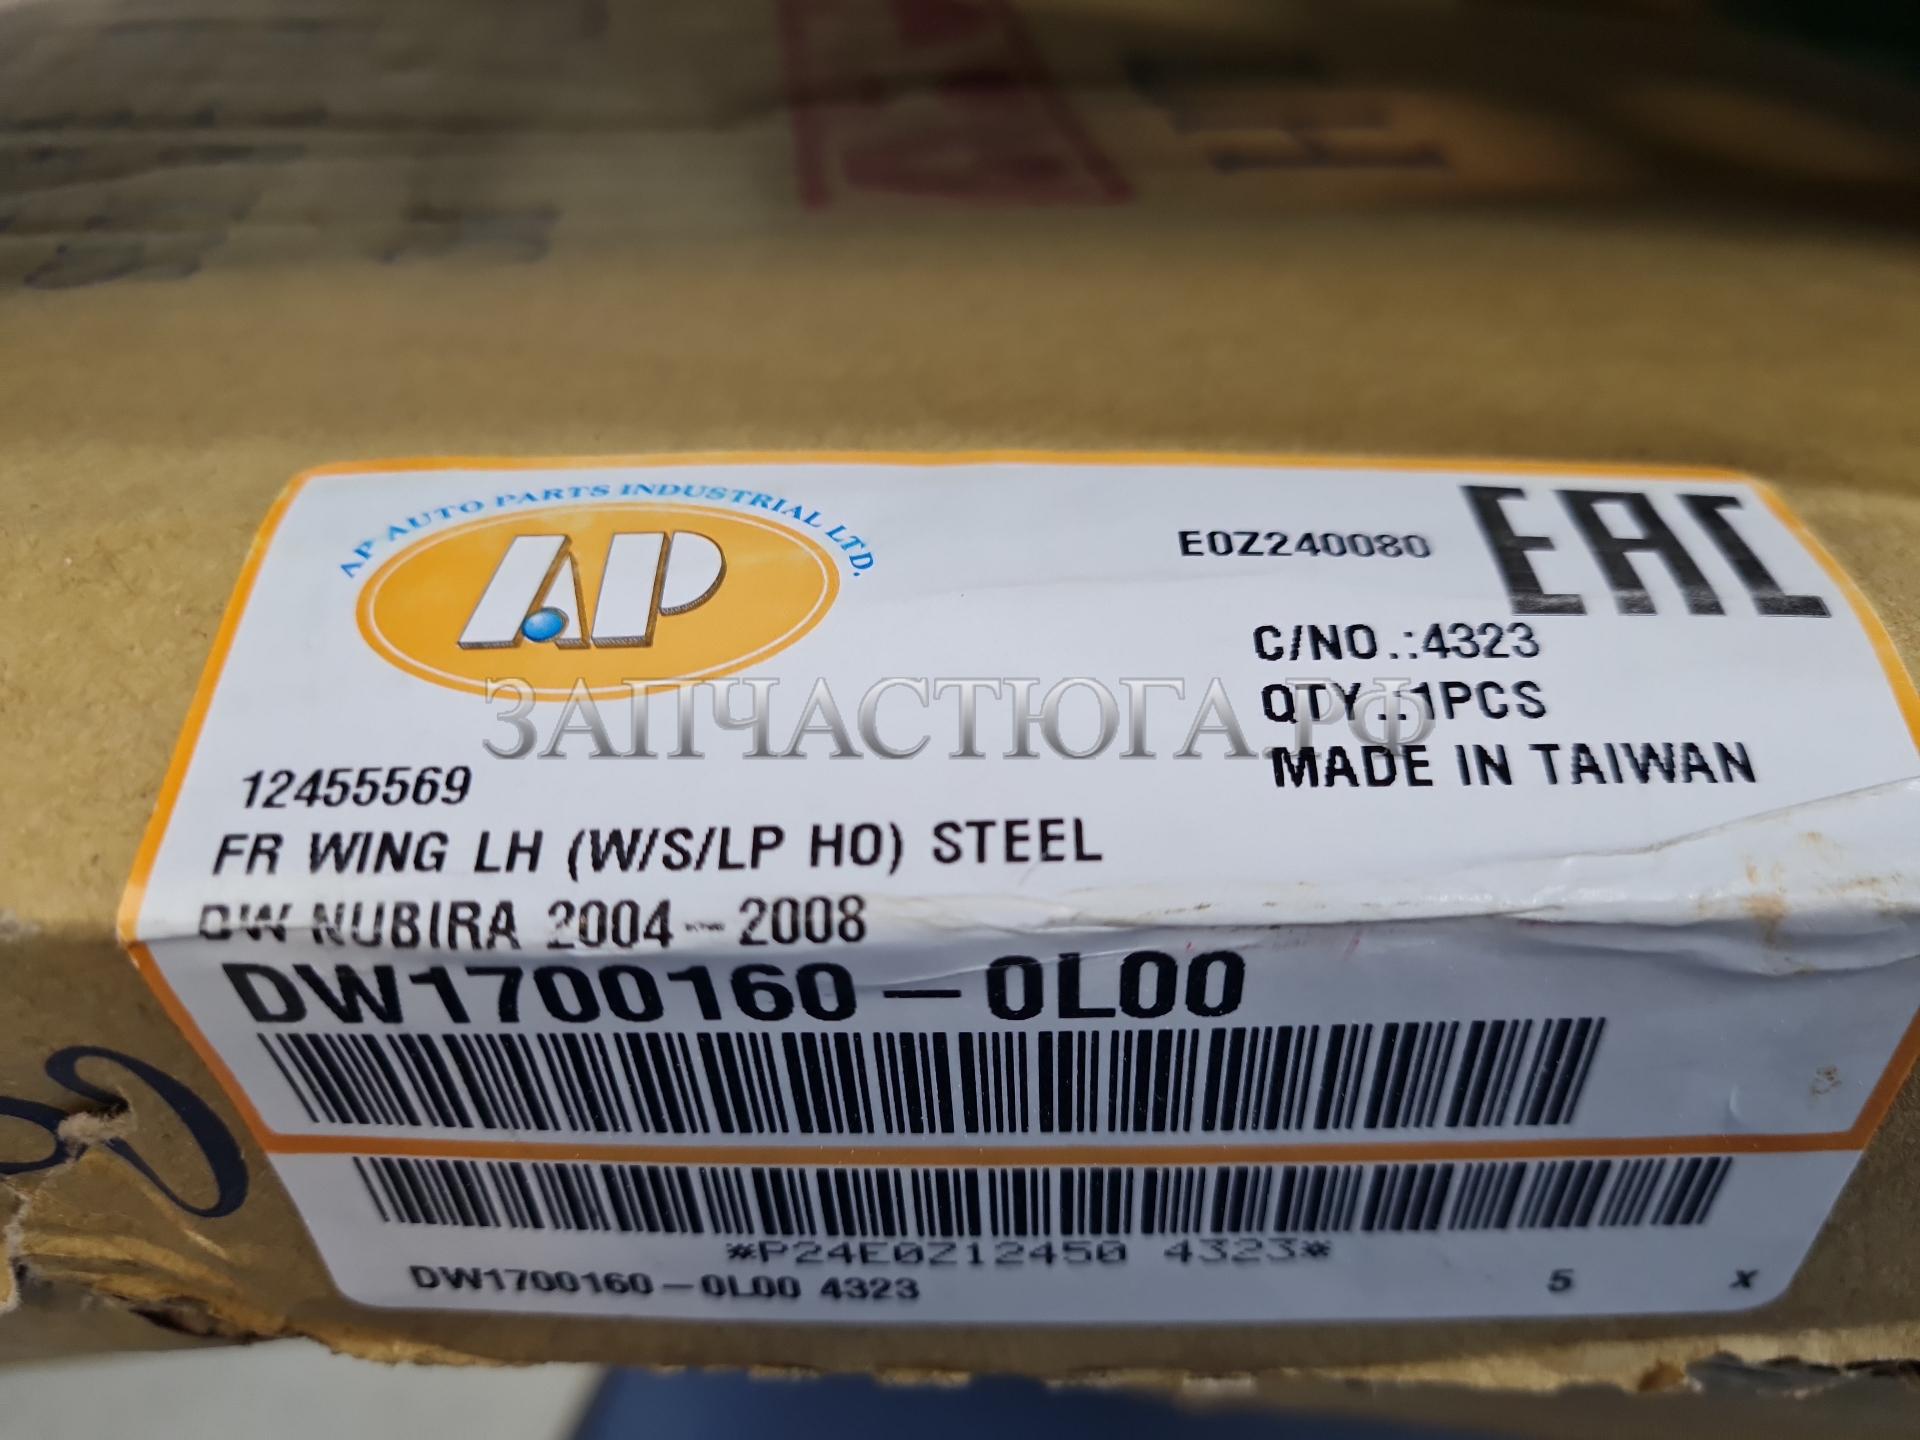 AP AUTO PARTS INDUSTRIAL LTD.
AP
E0Z240080
EAC
C/NO.:4323
QTY.:1PCS
ЗАПЧАСТЮГА.РФ
MADE IN TAIWAN
12455569
FR WING LH (W/S/LP HO) STEEL
DW NUBIRA 2004~2008
DW1700160-0L00
*P24E0Z12450 4323*
DW1700160-0L00 4323
5 x